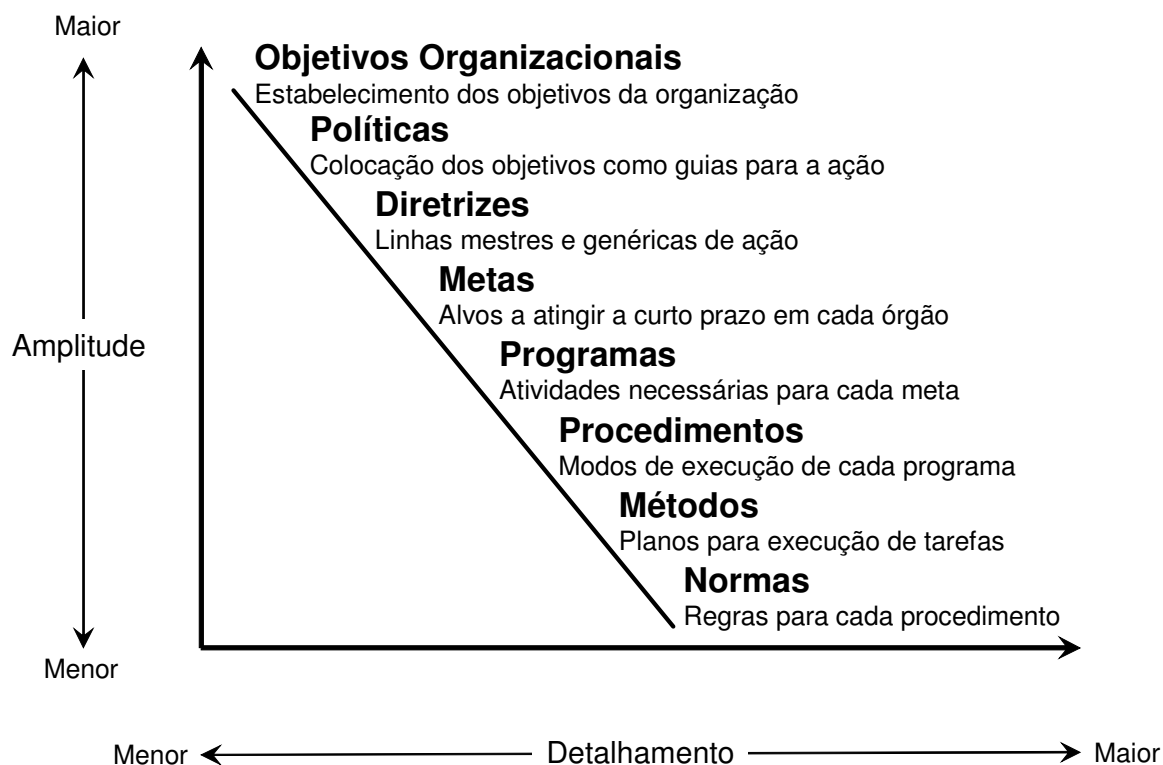 Maior
Objetivos Organizacionais
Estabelecimento dos objetivos da organização
Políticas
Colocação dos objetivos como guias para a ação
Diretrizes
Linhas mestres e genéricas de ação
Metas
Alvos a atingir a curto prazo em cada órgão
Amplitude
Programas
Atividades necessárias para cada meta
Procedimentos
Modos de execução de cada programa
Métodos
Planos para execução de tarefas
Normas
Regras para cada procedimento
Menor
Menor Detalhamento Maior